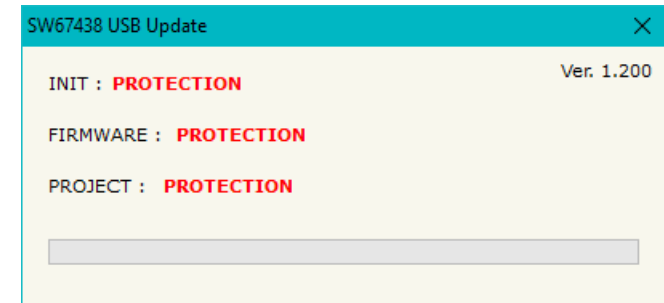 SW67438 USB Update
Ver. 1.200
INIT : PROTECTION
FIRMWARE : PROTECTION
PROJECT : PROTECTION